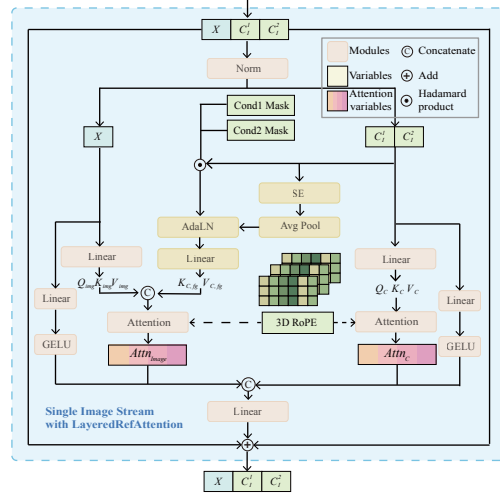 X C_I^1 C_I^2
Norm
Modules
Concatenate
Variables
Add
Attention variables
Hadamard product
Cond1 Mask
Cond2 Mask
X
C_I^1 C_I^2
SE
AdaLN
Avg Pool
Linear
Linear
Linear
Q_img K_img V_img
C
K_C,fg V_C,fg
Q_C K_C V_C
Linear
Linear
Attention
3D RoPE
Attention
GELU
GELU
Attn_Image
Attn_C
C
Single Image Stream
with LayeredRefAttention
Linear
X C_I^1 C_I^2